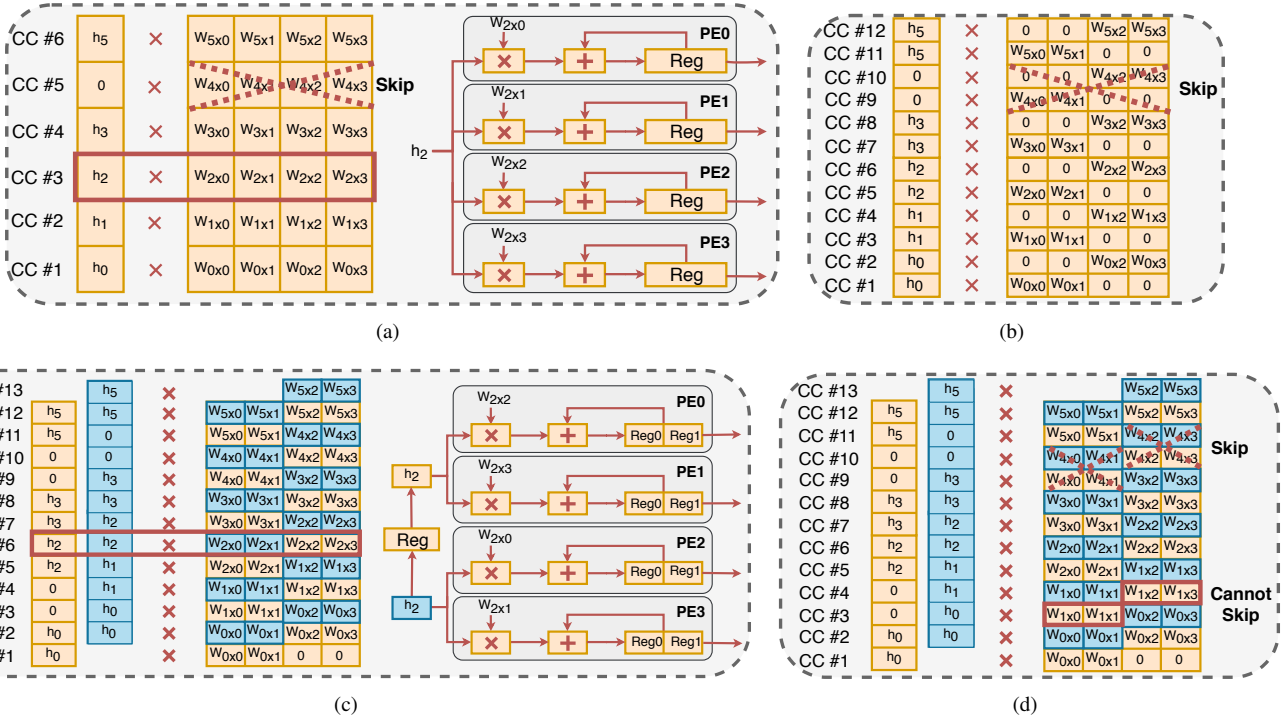 CC #6 h5 × W5x0 W5x1 W5x2 W5x3
CC #5 0 × W4x0 W4x1 W4x2 W4x3 Skip
CC #4 h3 × W3x0 W3x1 W3x2 W3x3
CC #3 h2 × W2x0 W2x1 W2x2 W2x3
CC #2 h1 × W1x0 W1x1 W1x2 W1x3
CC #1 h0 × W0x0 W0x1 W0x2 W0x3
h2
W2x0 PE0
× + Reg
W2x1 PE1
× + Reg
W2x2 PE2
× + Reg
W2x3 PE3
× + Reg
(a)
CC #12 h5 × 0 0 W5x2 W5x3
CC #11 h5 × W5x0 W5x1 0 0
CC #10 0 × 0 0 W4x2 W4x3
Skip
CC #9 0 × W4x0 W4x1 0 0
CC #8 h3 × 0 0 W3x2 W3x3
CC #7 h3 × W3x0 W3x1 0 0
CC #6 h2 × 0 0 W2x2 W2x3
CC #5 h2 × W2x0 W2x1 0 0
CC #4 h1 × 0 0 W1x2 W1x3
CC #3 h1 × W1x0 W1x1 0 0
CC #2 h0 × 0 0 W0x2 W0x3
CC #1 h0 × W0x0 W0x1 0 0
(b)
#13 h5 × W5x2 W5x3
#12 h5 h5 × W5x0 W5x1 W5x2 W5x3
#11 h5 0 × W5x0 W5x1 W4x2 W4x3
#10 0 0 × W4x0 W4x1 W4x2 W4x3
#9 0 h3 × W4x0 W4x1 W3x2 W3x3
#8 h3 h3 × W3x0 W3x1 W3x2 W3x3
#7 h3 h2 × W3x0 W3x1 W2x2 W2x3
#6 h2 h2 × W2x0 W2x1 W2x2 W2x3
#5 h2 h1 × W2x0 W2x1 W1x2 W1x3
#4 0 h1 × W1x0 W1x1 W1x2 W1x3
#3 0 h0 × W1x0 W1x1 W0x2 W0x3
#2 h0 h0 × W0x0 W0x1 W0x2 W0x3
#1 h0 × W0x0 W0x1 0 0
h2
Reg
h2
W2x2 PE0
× + Reg0 Reg1
W2x3 PE1
× + Reg0 Reg1
W2x0 PE2
× + Reg0 Reg1
W2x1 PE3
× + Reg0 Reg1
(c)
CC #13 h5 × W5x2 W5x3
CC #12 h5 h5 × W5x0 W5x1 W5x2 W5x3
CC #11 h5 0 × W5x0 W5x1 W4x2 W4x3
Skip
CC #10 0 0 × W4x0 W4x1 W4x2 W4x3
CC #9 0 h3 × W4x0 W4x1 W3x2 W3x3
CC #8 h3 h3 × W3x0 W3x1 W3x2 W3x3
CC #7 h3 h2 × W3x0 W3x1 W2x2 W2x3
CC #6 h2 h2 × W2x0 W2x1 W2x2 W2x3
CC #5 h2 h1 × W2x0 W2x1 W1x2 W1x3
CC #4 0 h1 × W1x0 W1x1 W1x2 W1x3
Cannot
Skip
CC #3 0 h0 × W1x0 W1x1 W0x2 W0x3
CC #2 h0 h0 × W0x0 W0x1 W0x2 W0x3
CC #1 h0 × W0x0 W0x1 0 0
(d)